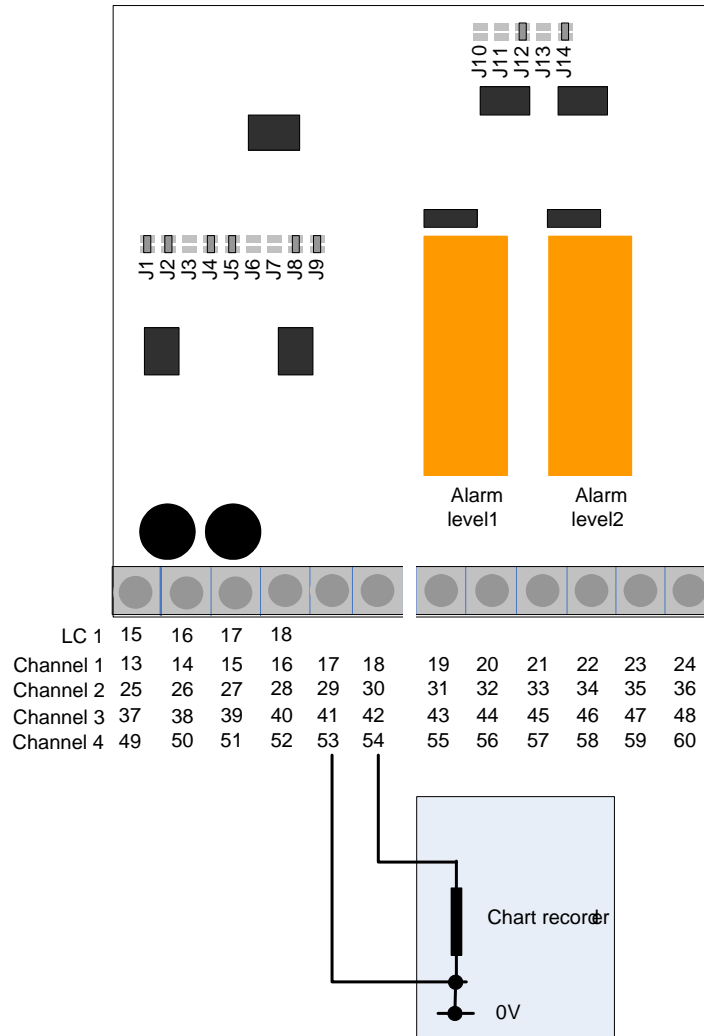 J10 J11 J12 J13 J14
J1 J2 J3 J4 J5 J6 J7 J8 J9
Alarm level1
Alarm level2
LC 1 15 16 17 18
Channel 1 13 14 15 16 17 18 19 20 21 22 23 24
Channel 2 25 26 27 28 29 30 31 32 33 34 35 36
Channel 3 37 38 39 40 41 42 43 44 45 46 47 48
Channel 4 49 50 51 52 53 54 55 56 57 58 59 60
Chart recorder
0V